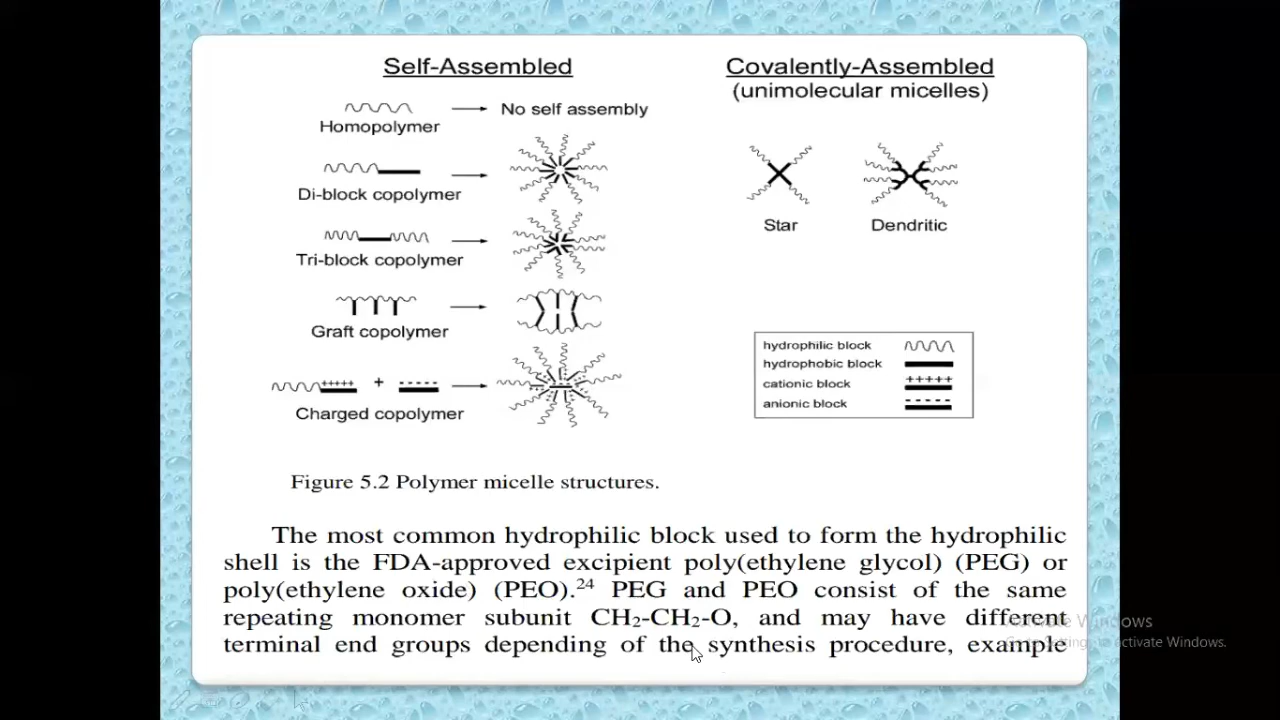 Self-Assembled
Covalently-Assembled
(unimolecular micelles)
No self assembly
Homopolymer
Di-block copolymer
Star
Dendritic
Tri-block copolymer
Graft copolymer
hydrophilic block
hydrophobic block
+++++
cationic block
+++++ + -----
anionic block
Charged copolymer
Figure 5.2 Polymer micelle structures.
The most common hydrophilic block used to form the hydrophilic
shell is the FDA-approved excipient poly(ethylene glycol) (PEG) or
poly(ethylene oxide) (PEO).24 PEG and PEO consist of the same
repeating monomer subunit CH2-CH2-O, and may have different
terminal end groups depending of the synthesis procedure, example
Activate Windows
Go to Settings to activate Windows.